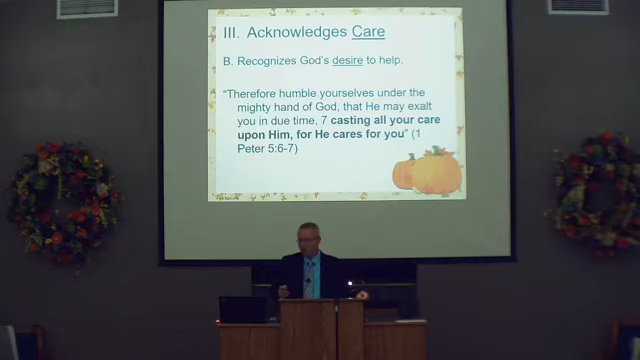 III. Acknowledges Care
B. Recognizes God's desire to help.
"Therefore humble yourselves under the
mighty hand of God, that He may exalt
you in due time, 7 casting all your care
upon Him, for He cares for you" (1
Peter 5:6-7)